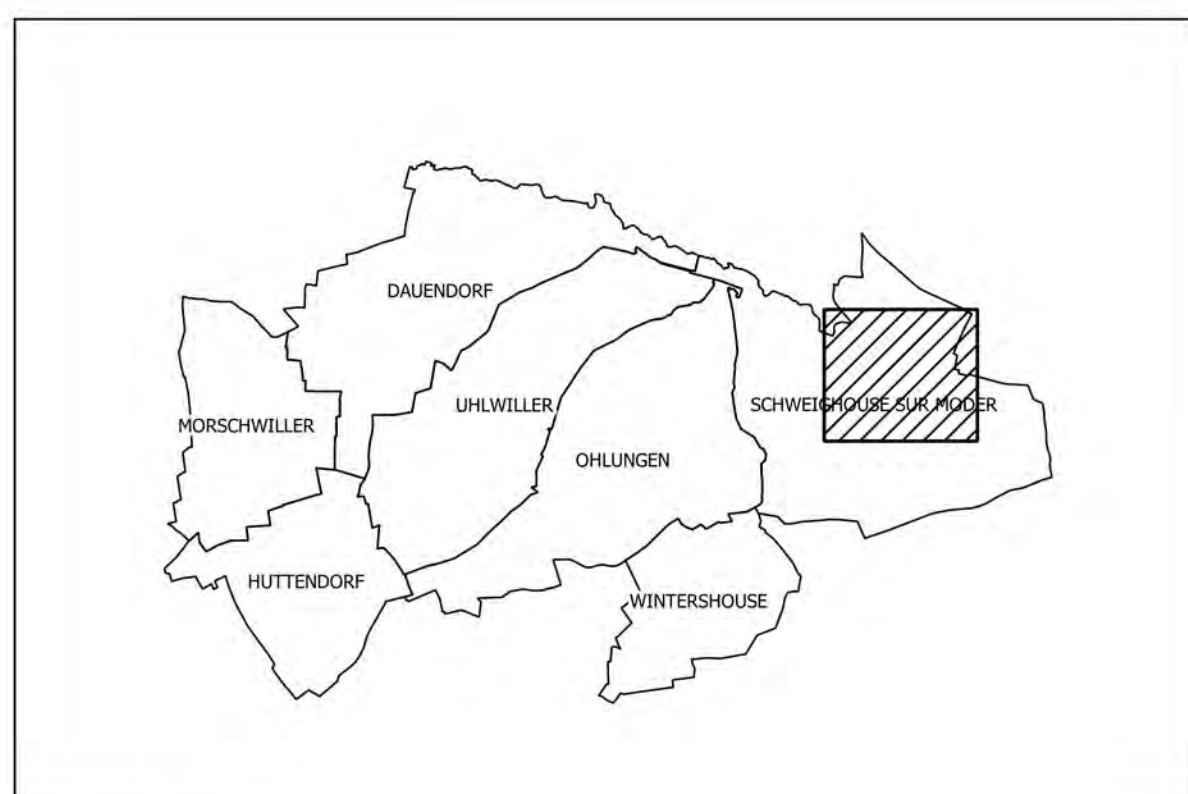 DAUENDORF
MORSCHWILLER
UHLWILLER
SCHWEIGHOUSE SUR MODER
OHLUNGEN
HUTTENDORF
WINTERSHOUSE